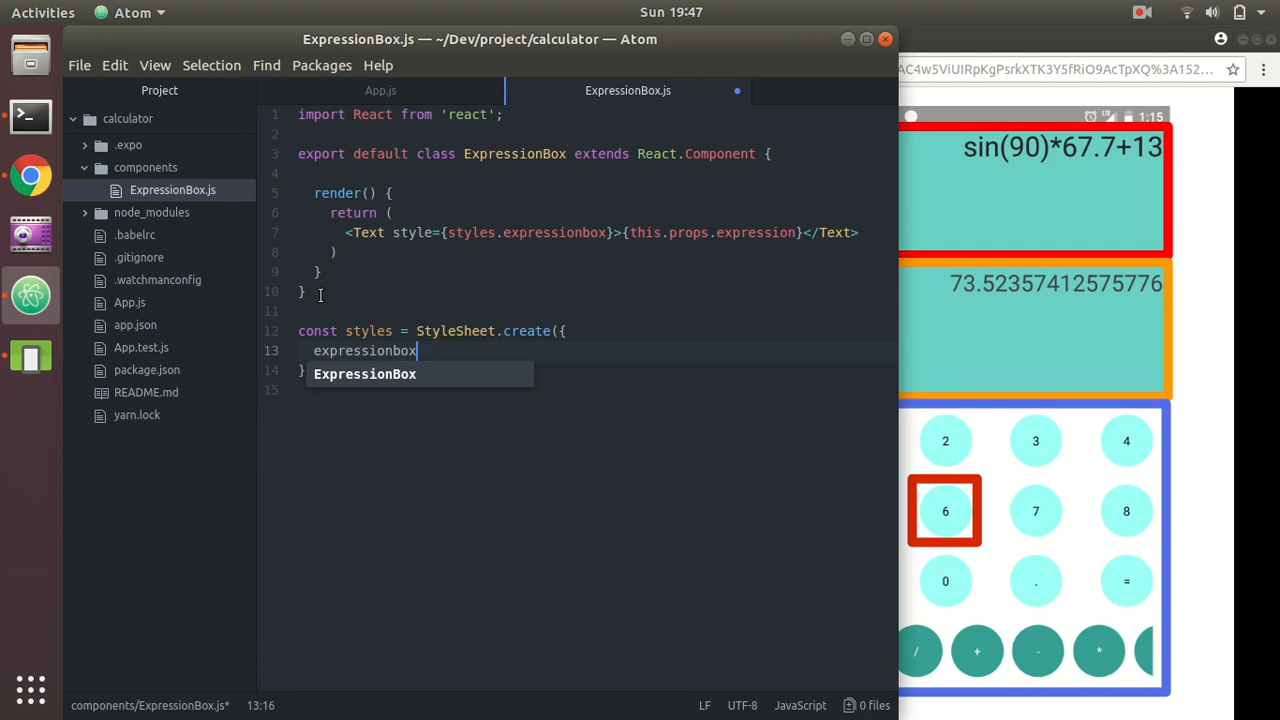 Activities
Atom
Sun 19:47
ExpressionBox.js — ~/Dev/project/calculator — Atom
File Edit View Selection Find Packages Help
Project
calculator
.expo
components
ExpressionBox.js
node_modules
.babelrc
.gitignore
.watchmanconfig
App.js
app.json
App.test.js
package.json
README.md
yarn.lock
App.js
ExpressionBox.js
1 import React from 'react';
2
3 export default class ExpressionBox extends React.Component {
4
5 render() {
6 return (
7 <Text style={styles.expressionbox}>{this.props.expression}</Text>
8 )
9 }
10 }
11
12 const styles = StyleSheet.create({
13 expressionbox
14 }
ExpressionBox
15
components/ExpressionBox.js* 13:16
LF UTF-8 JavaScript 0 files
AC4w5ViUIRpKgPsrkXTK3Y5fRiO9AcTpXQ%3A152...
1:15
sin(90)*67.7+13
73.52357412575776
2 3 4
6 7 8
0 . =
/ + - *